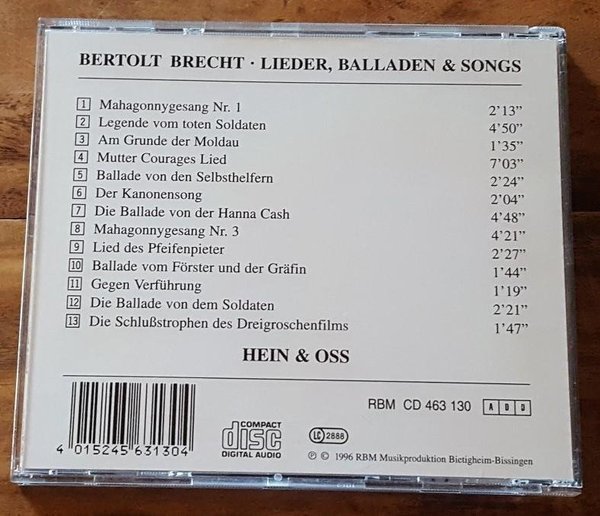 BERTOLT BRECHT · LIEDER, BALLADEN & SONGS
1 Mahagonnygesang Nr. 1 2'13"
2 Legende vom toten Soldaten 4'50"
3 Am Grunde der Moldau 1'35"
4 Mutter Courages Lied 7'03"
5 Ballade von den Selbsthelfern 2'24"
6 Der Kanonensong 2'04"
7 Die Ballade von der Hanna Cash 4'48"
8 Mahagonnygesang Nr. 3 4'21"
9 Lied des Pfeifenpieter 2'27"
10 Ballade vom Förster und der Gräfin 1'44"
11 Gegen Verführung 1'19"
12 Die Ballade von dem Soldaten 2'21"
13 Die Schlußstrophen des Dreigroschenfilms 1'47"
HEIN & OSS
RBM CD 463 130 A D D
COMPACT
disc
DIGITAL AUDIO
LC 2888
4 015245 631304
℗ © 1996 RBM Musikproduktion Bietigheim-Bissingen